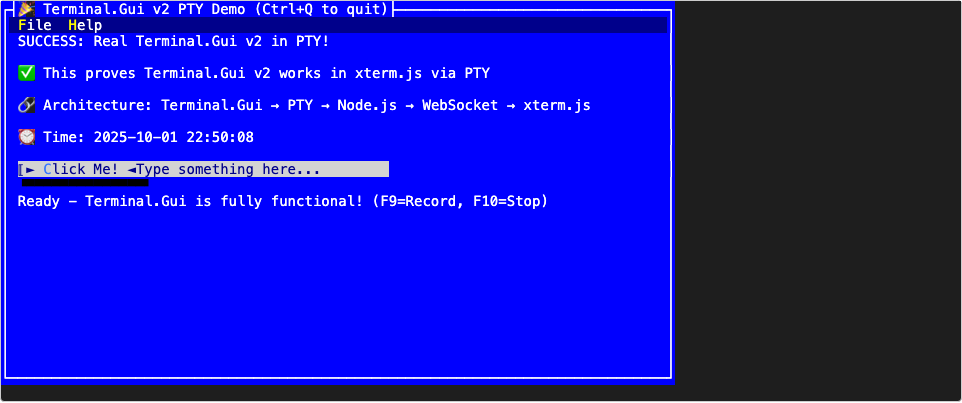 🎉 Terminal.Gui v2 PTY Demo (Ctrl+Q to quit)
File  Help
SUCCESS: Real Terminal.Gui v2 in PTY!
✅ This proves Terminal.Gui v2 works in xterm.js via PTY
🔗 Architecture: Terminal.Gui → PTY → Node.js → WebSocket → xterm.js
⏰ Time: 2025-10-01 22:50:08
[► Click Me! ◄Type something here...
Ready - Terminal.Gui is fully functional! (F9=Record, F10=Stop)